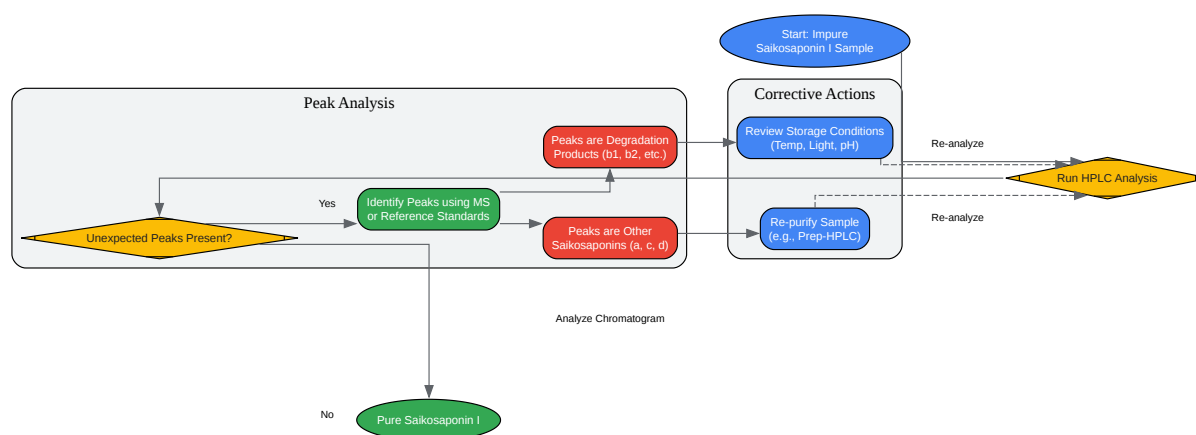 Start: Impure
Saikosaponin I Sample
Peak Analysis
Corrective Actions
Peaks are Degradation
Products (b1, b2, etc.)
Review Storage Conditions
(Temp, Light, pH)
Re-analyze
Run HPLC Analysis
Yes
Identify Peaks using MS
or Reference Standards
Unexpected Peaks Present?
Peaks are Other
Saikosaponins (a, c, d)
Re-purify Sample
(e.g., Prep-HPLC)
Re-analyze
Analyze Chromatogram
No
Pure Saikosaponin I